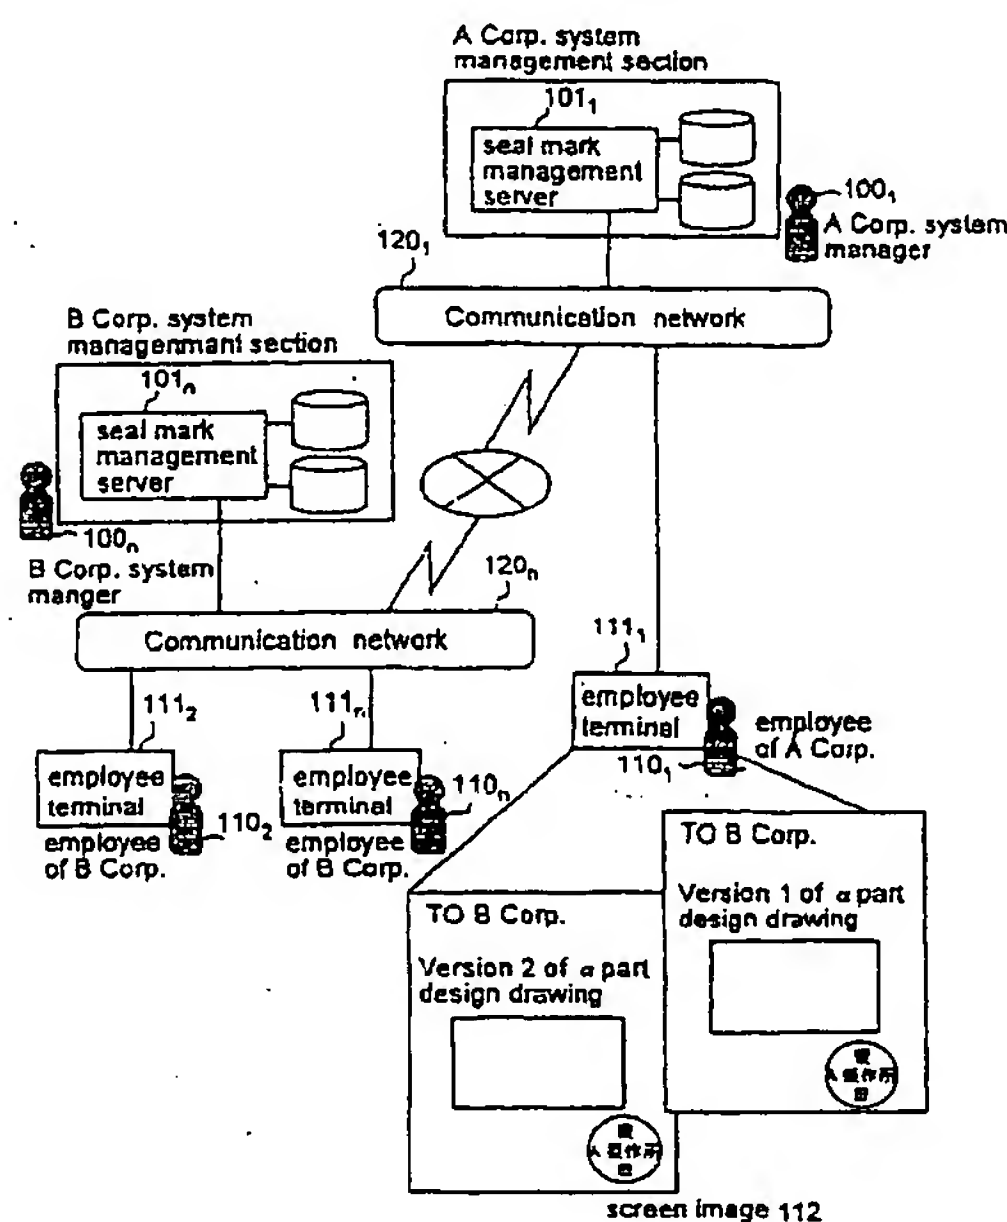 A Corp. system
management section
101₁
seal mark
management
server
100₁
A Corp. system
manager
120₁
Communication network
B Corp. system
managenmant section
101ₙ
seal mark
management
server
100ₙ
B Corp. system
manger
120ₙ
Communication network
111₁
employee
terminal
employee
of A Corp.
110₁
111₂
employee
terminal
110₂
employee
of B Corp.
111ₙ
employee
terminal
110ₙ
employee
of B Corp.
TO B Corp.
Version 1 of α part
design drawing
TO B Corp.
Version 2 of α part
design drawing
screen image 112